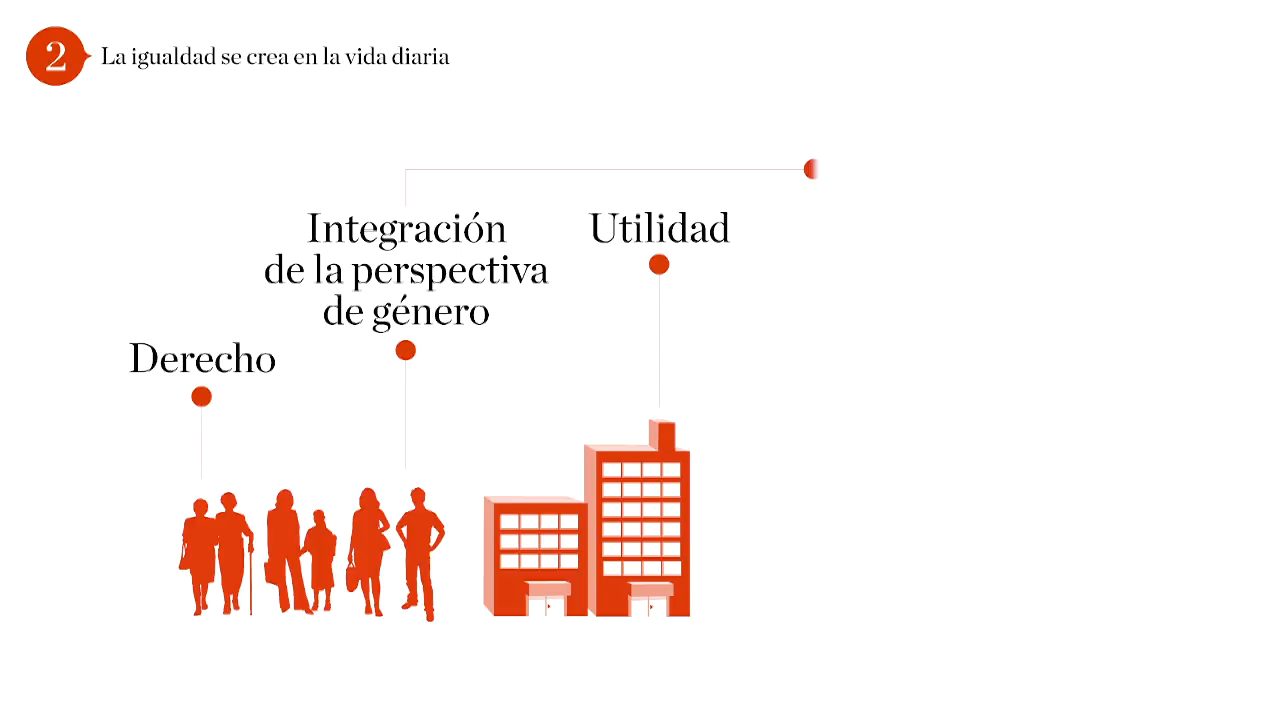 2
La igualdad se crea en la vida diaria
Integración
de la perspectiva
de género
Utilidad
Derecho